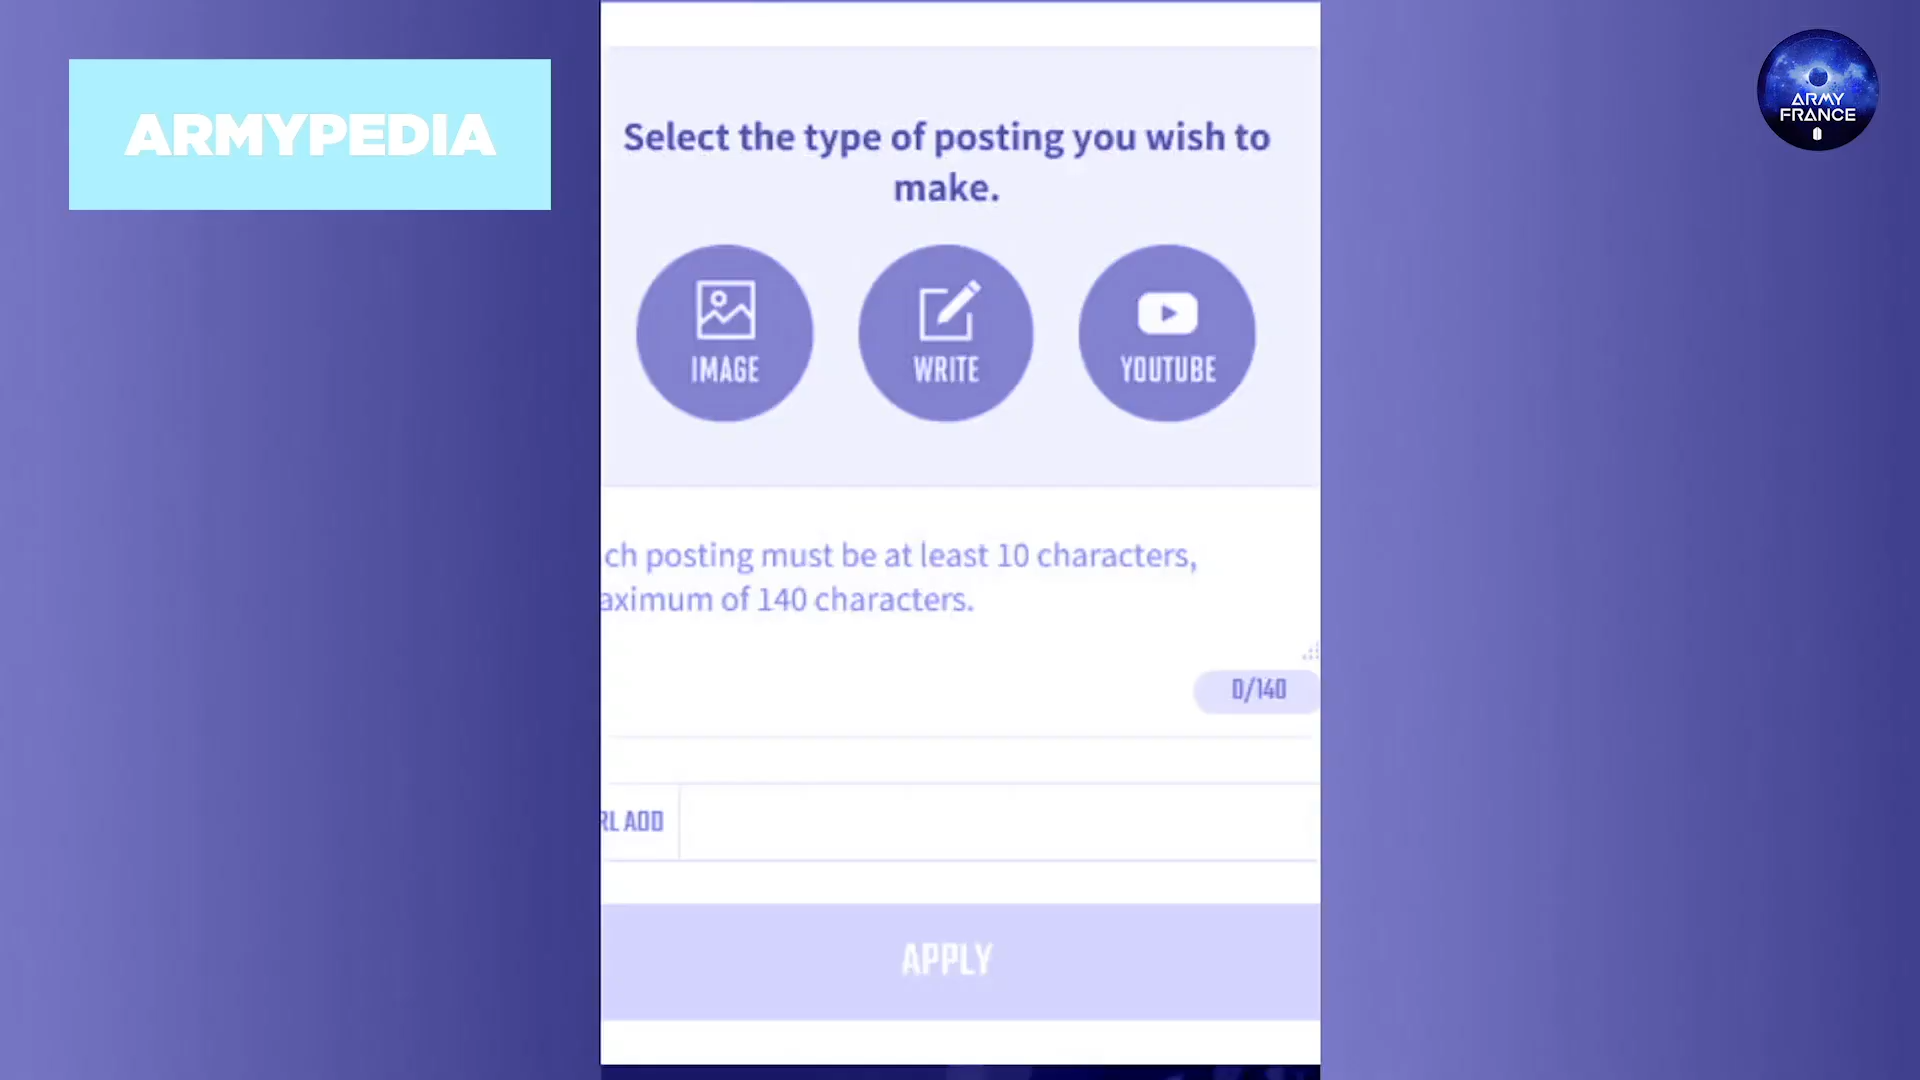 ARMYPEDIA
ARMY
FRANCE
Select the type of posting you wish to
make.
IMAGE
WRITE
YOUTUBE
ch posting must be at least 10 characters,
aximum of 140 characters.
0/140
RL ADD
APPLY